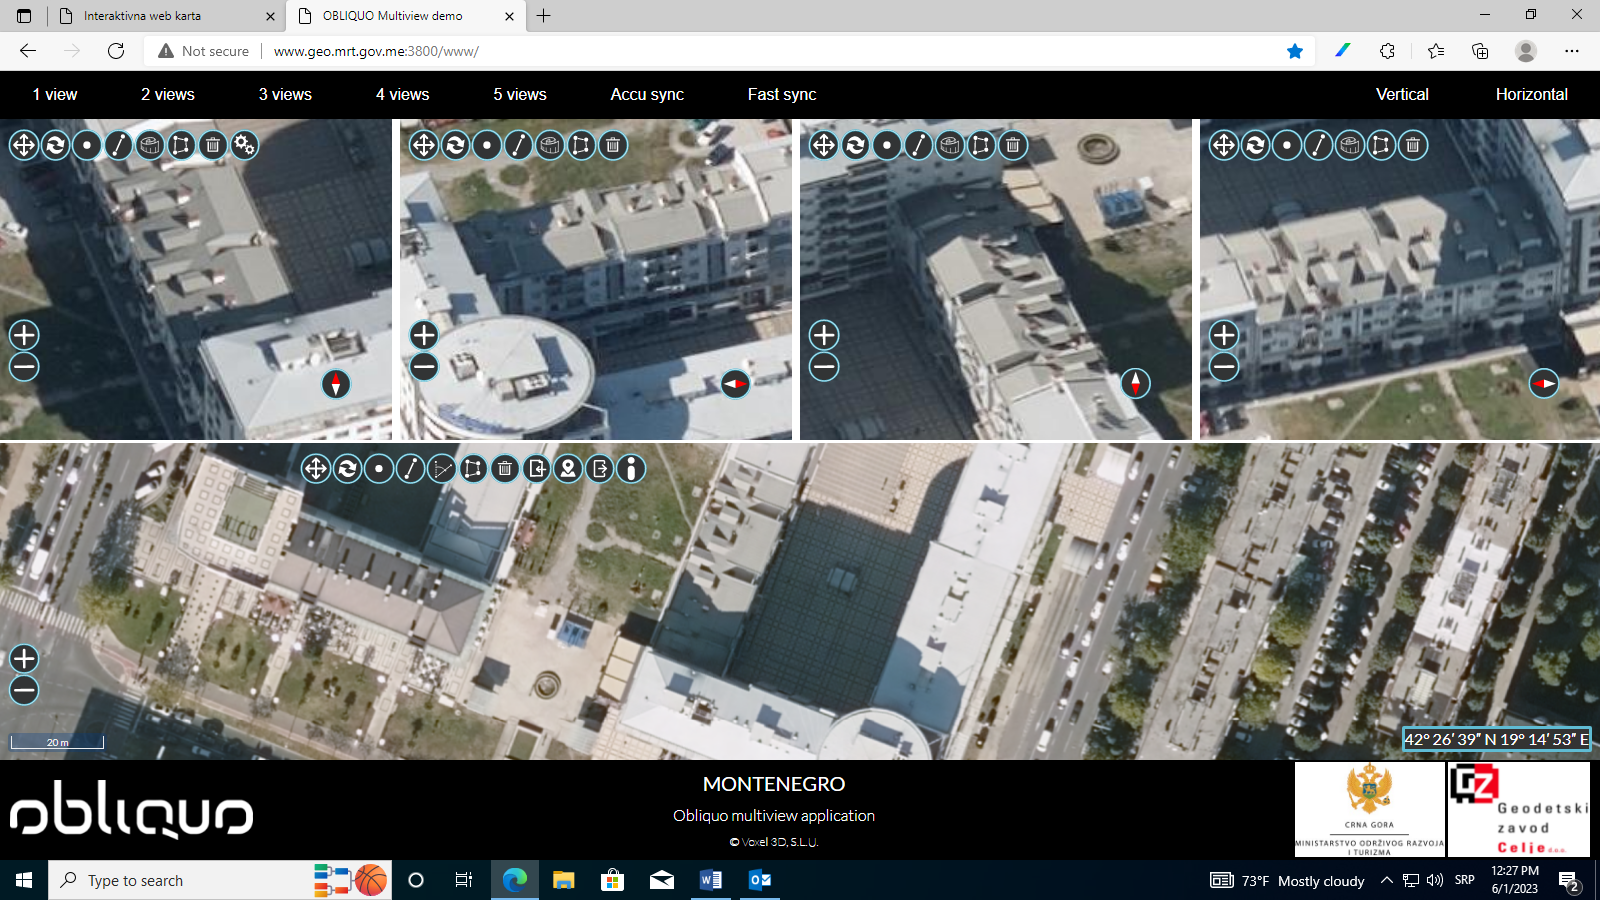 Interaktivna web karta
OBLIQUO Multiview demo
Not secure
www.geo.mrt.gov.me:3800/www/
1 view
2 views
3 views
4 views
5 views
Accu sync
Fast sync
Vertical
Horizontal
20 m
42° 26′ 39″ N 19° 14′ 53″ E
obliquo
MONTENEGRO
Obliquo multiview application
© Voxel 3D, S.L.U.
CRNA GORA
MINISTARSTVO ODRŽIVOG RAZVOJA
I TURIZMA
GZ
Geodetski
zavod
Celje d.o.o.
Type to search
73°F Mostly cloudy
SRP
12:27 PM
6/1/2023
2